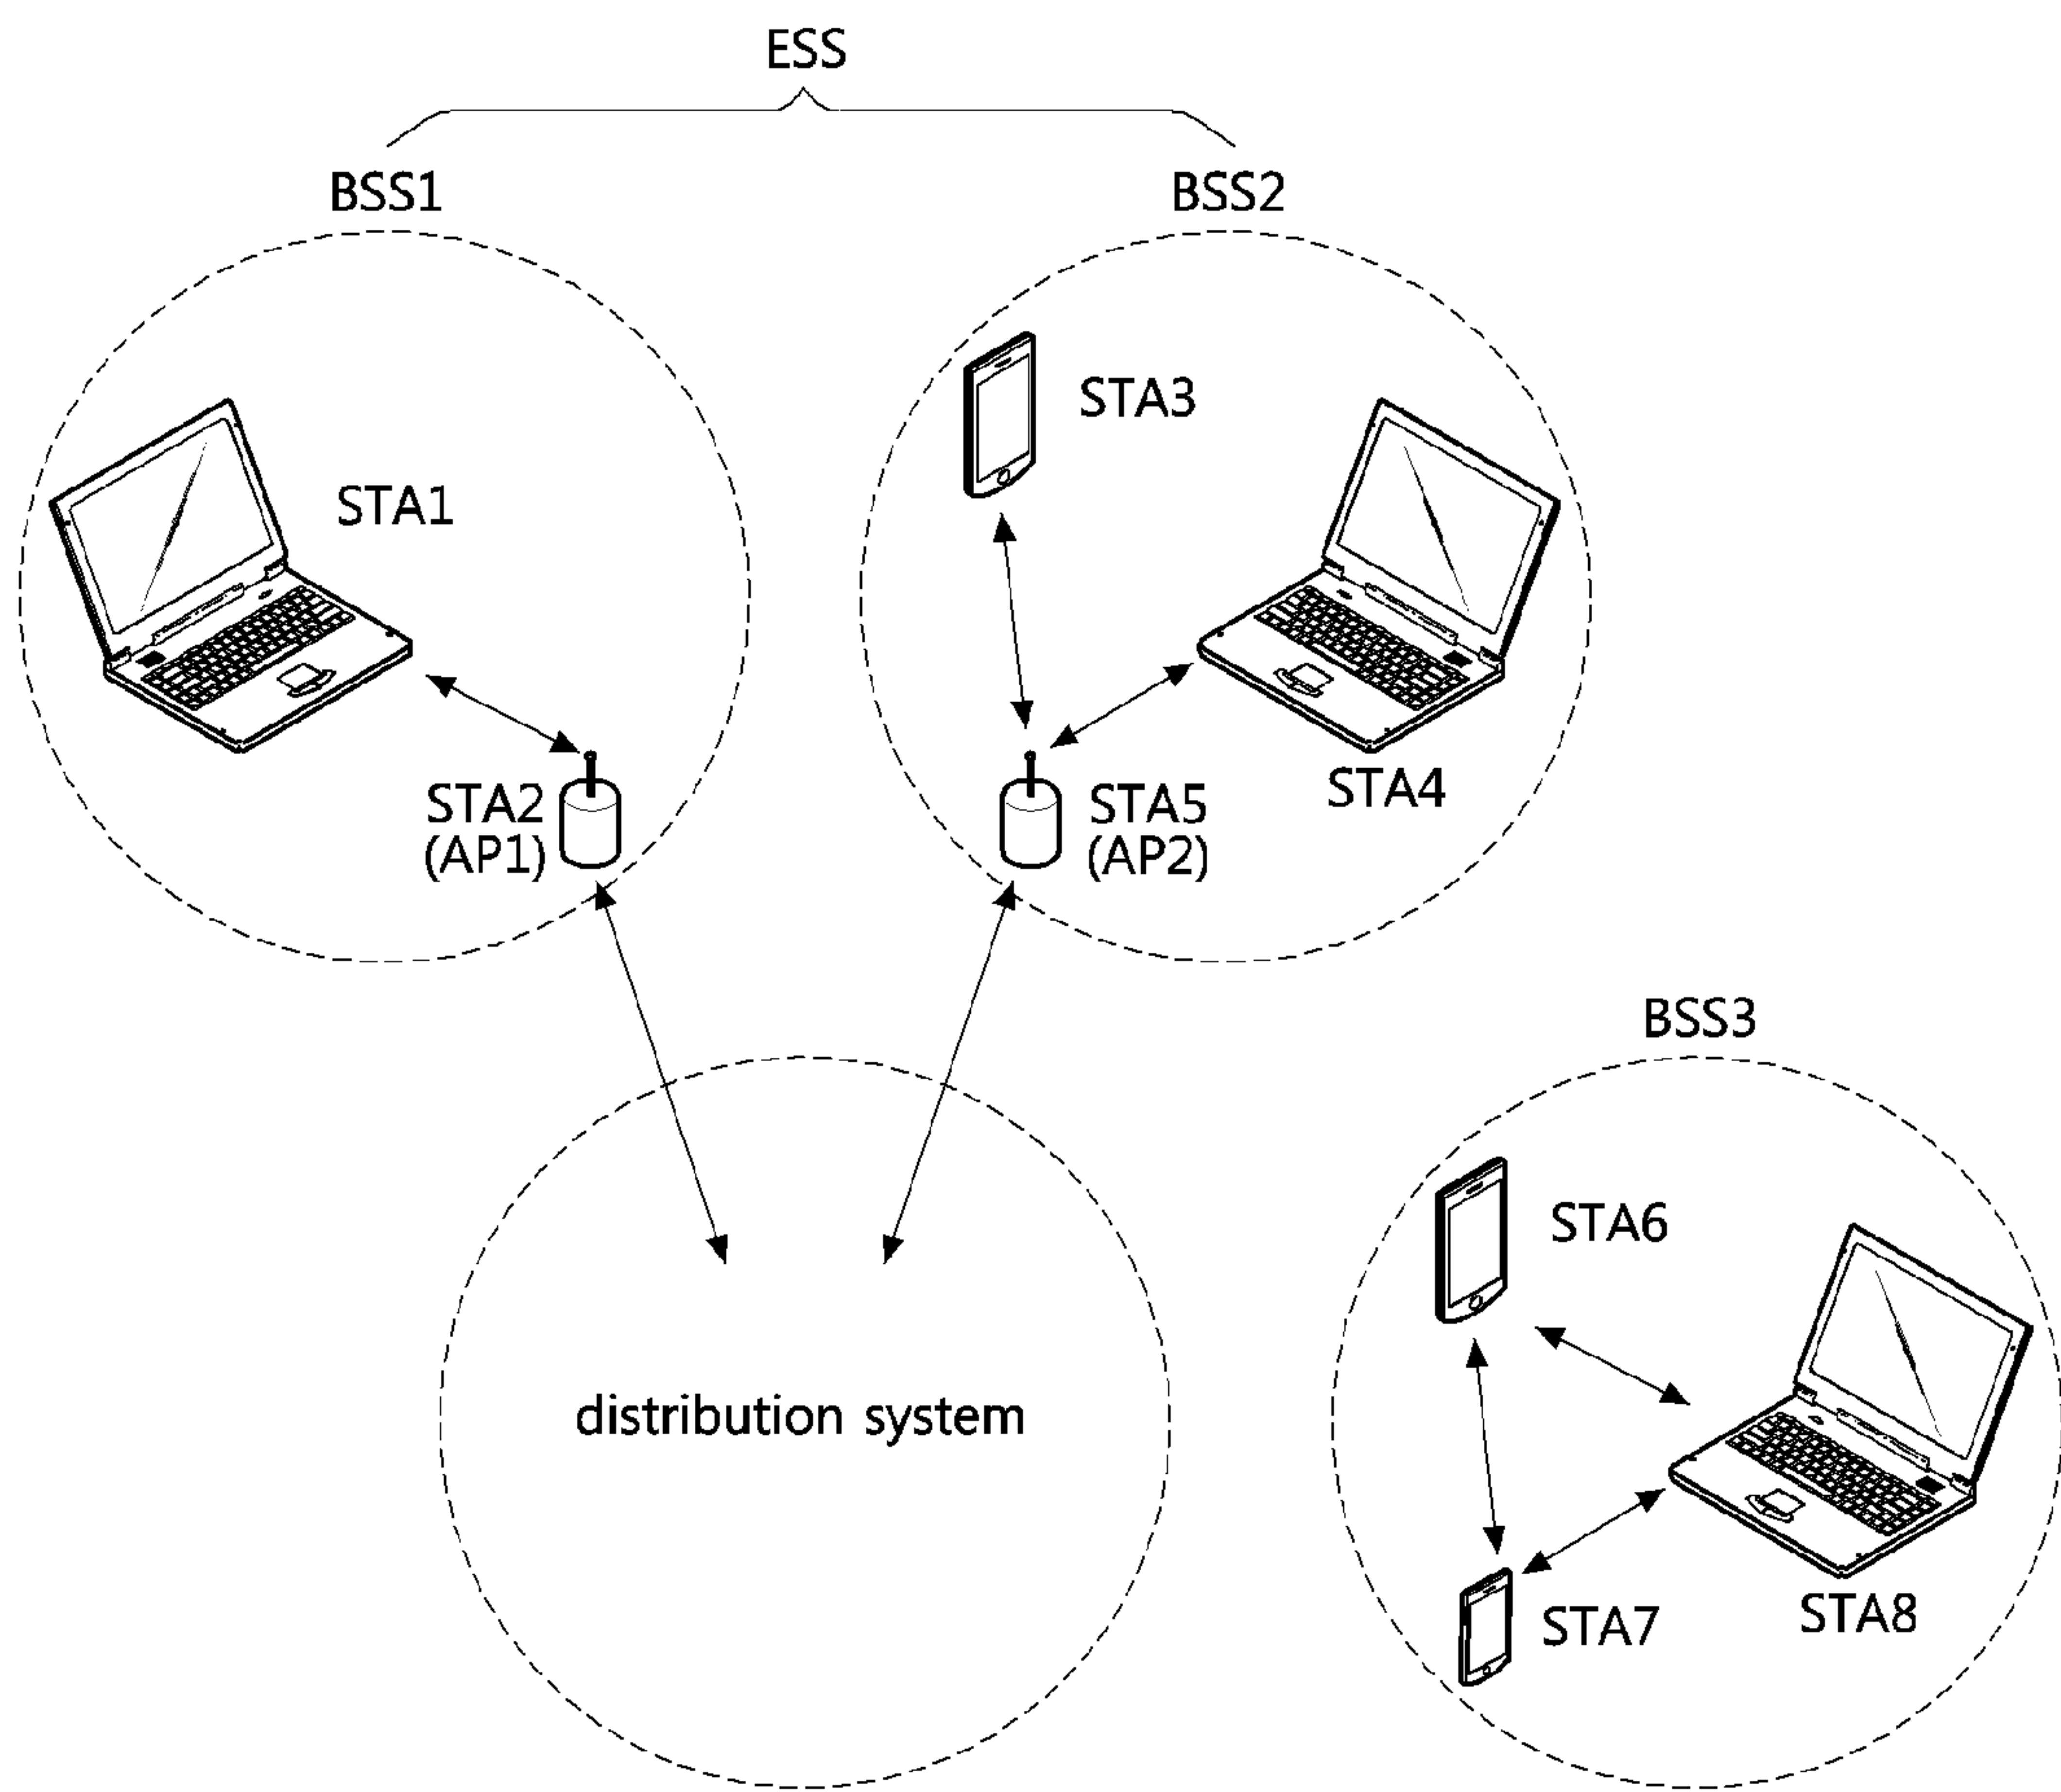 ESS
BSS1
BSS2
STA3
STA1
STA4
STA2
(AP1)
STA5
(AP2)
BSS3
STA6
distribution system
STA7
STA8